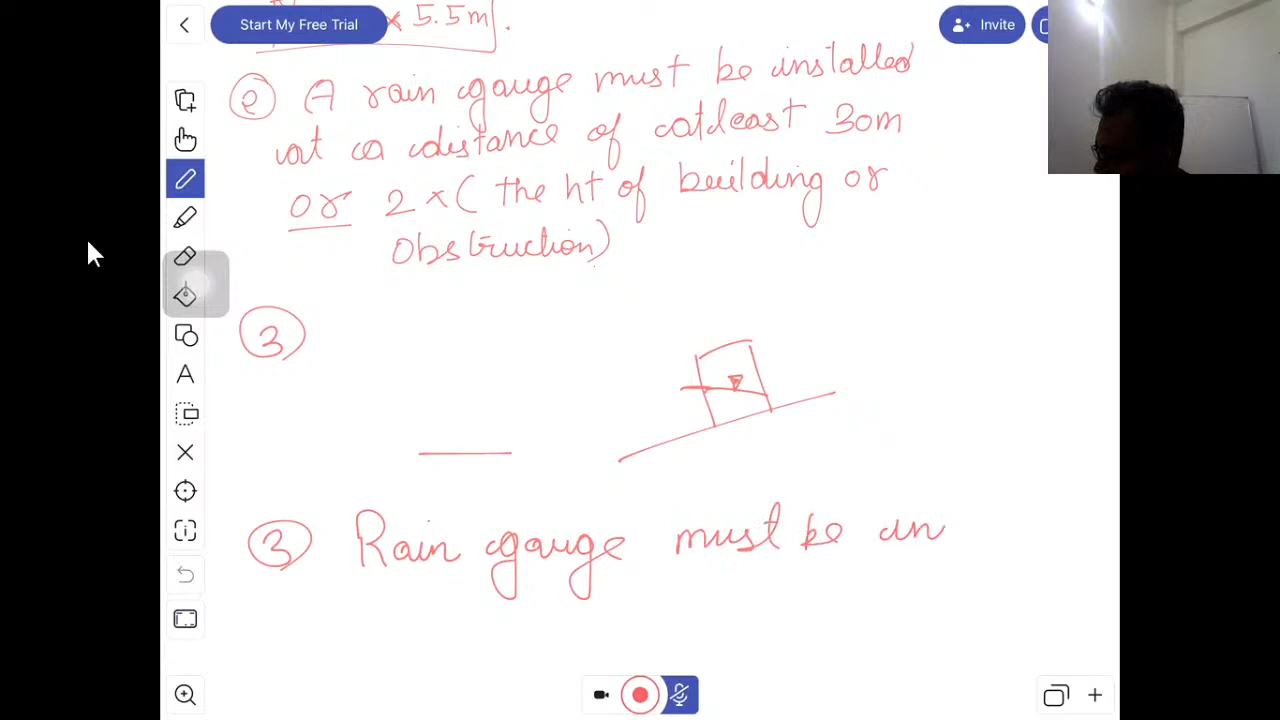 Start My Free Trial
× 5.5m .
Invite
② A rain gauge must be installed
at a distance of atleast 30m
or 2 × ( the ht of building or
Obstruction)
③
③ Rain gauge must be in